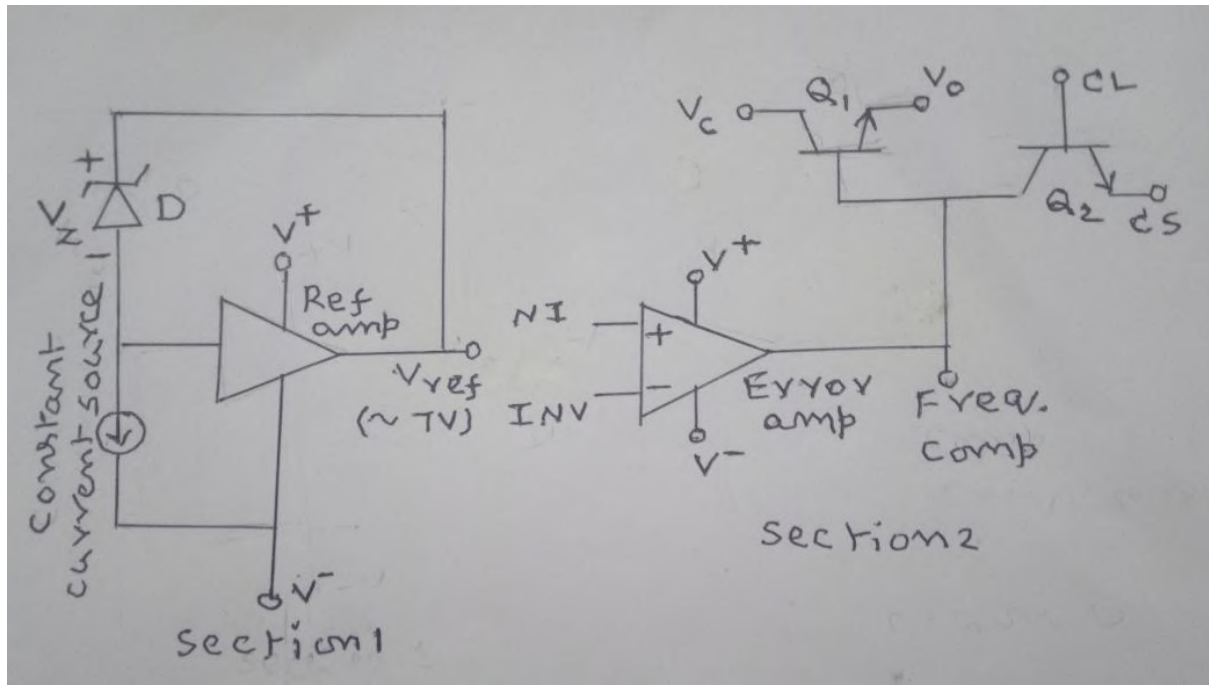 +
Vz
-
D
Constant
current source
V+
Ref
amp
Vref
(~7V)
V-
Section1
Vc
Q1
Vo
CL
Q2
CS
NI
+
INV
-
V+
V-
Error
amp
Freq.
Comp
Section2